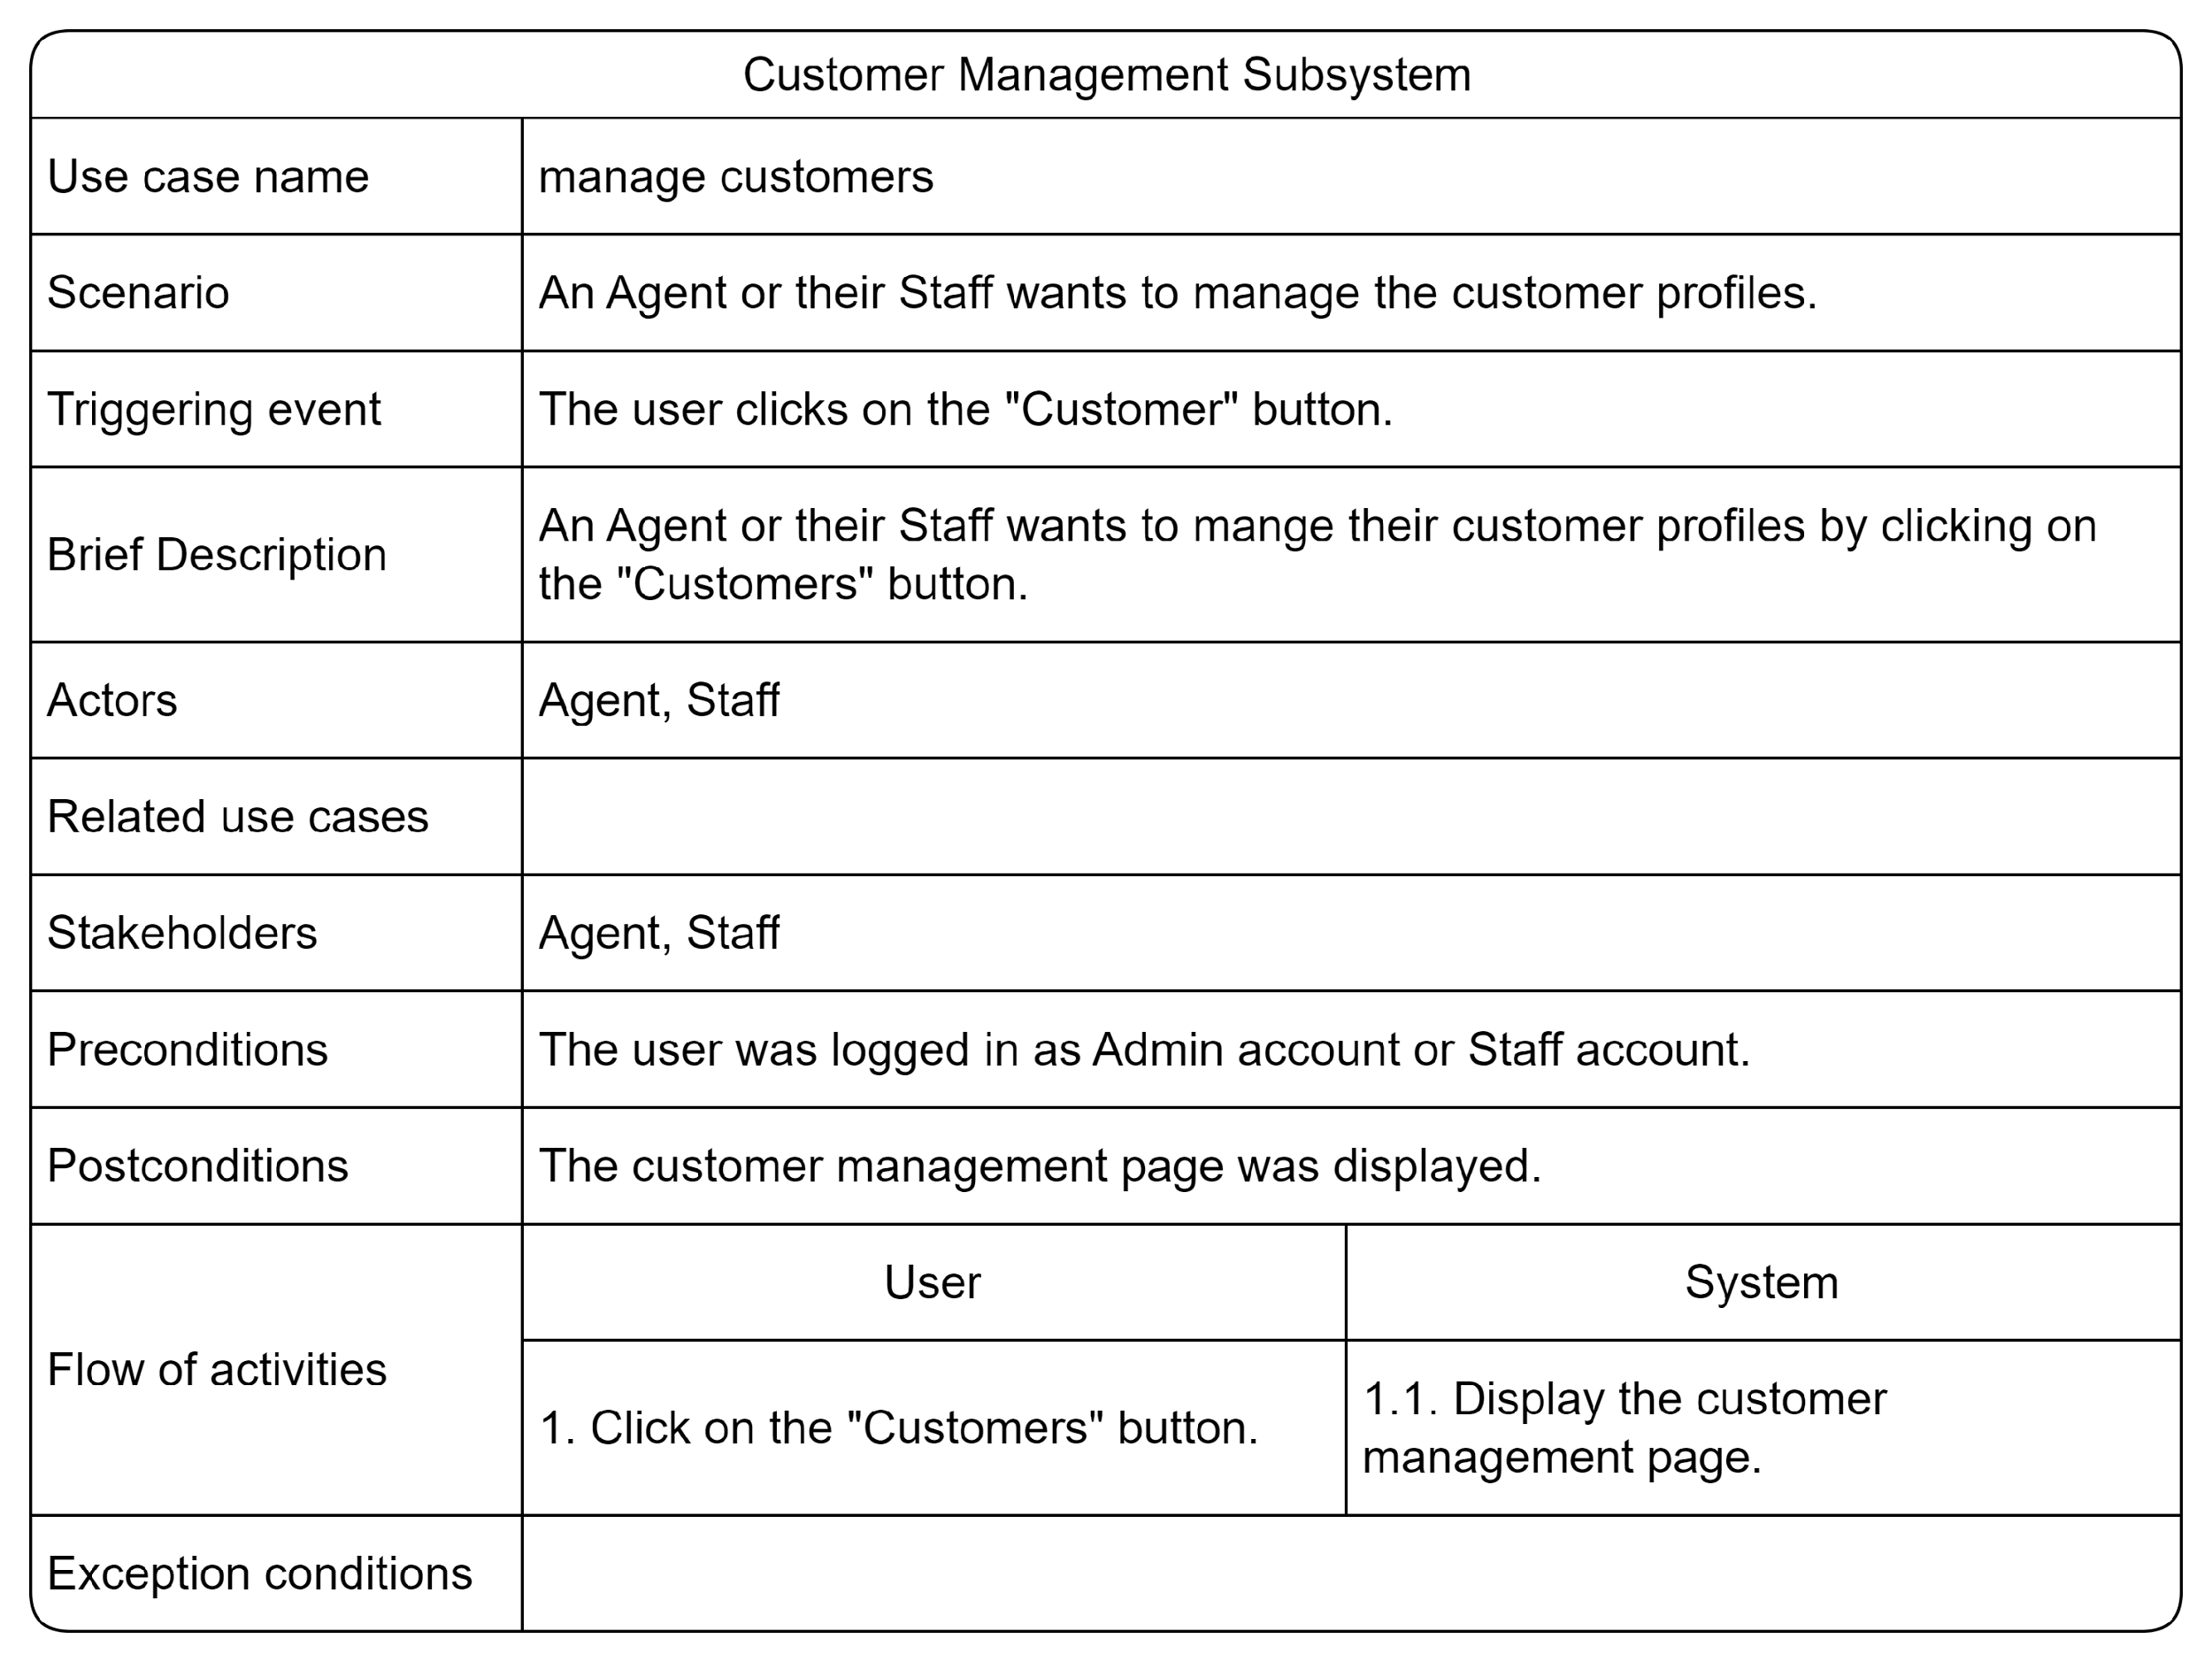 Customer Management Subsystem
Use case name
manage customers
Scenario
An Agent or their Staff wants to manage the customer profiles.
Triggering event
The user clicks on the "Customer" button.
Brief Description
An Agent or their Staff wants to mange their customer profiles by clicking on
the "Customers" button.
Actors
Agent, Staff
Related use cases
Stakeholders
Agent, Staff
Preconditions
The user was logged in as Admin account or Staff account.
Postconditions
The customer management page was displayed.
Flow of activities
User
System
1. Click on the "Customers" button.
1.1. Display the customer
management page.
Exception conditions